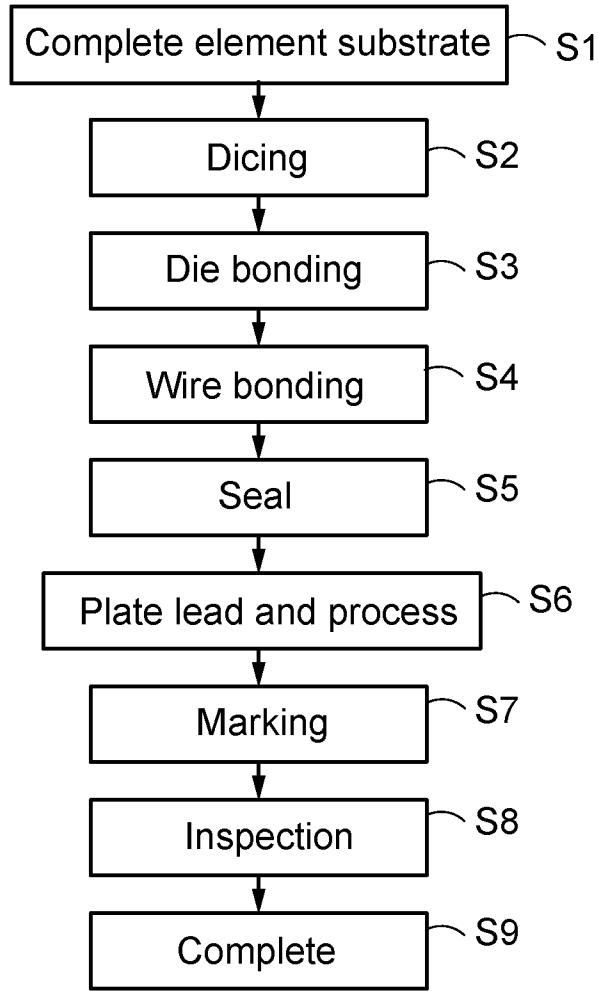 Complete element substrate S1
Dicing S2
Die bonding S3
Wire bonding S4
Seal S5
Plate lead and process S6
Marking S7
Inspection S8
Complete S9